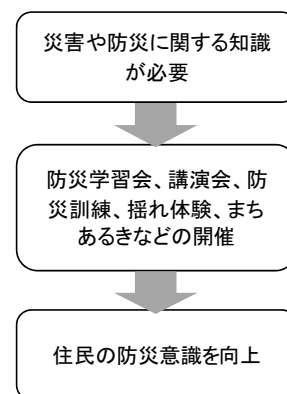 災害や防災に関する知識
が必要
防災学習会、講演会、防
災訓練、揺れ体験、まち
あるきなどの開催
住民の防災意識を向上